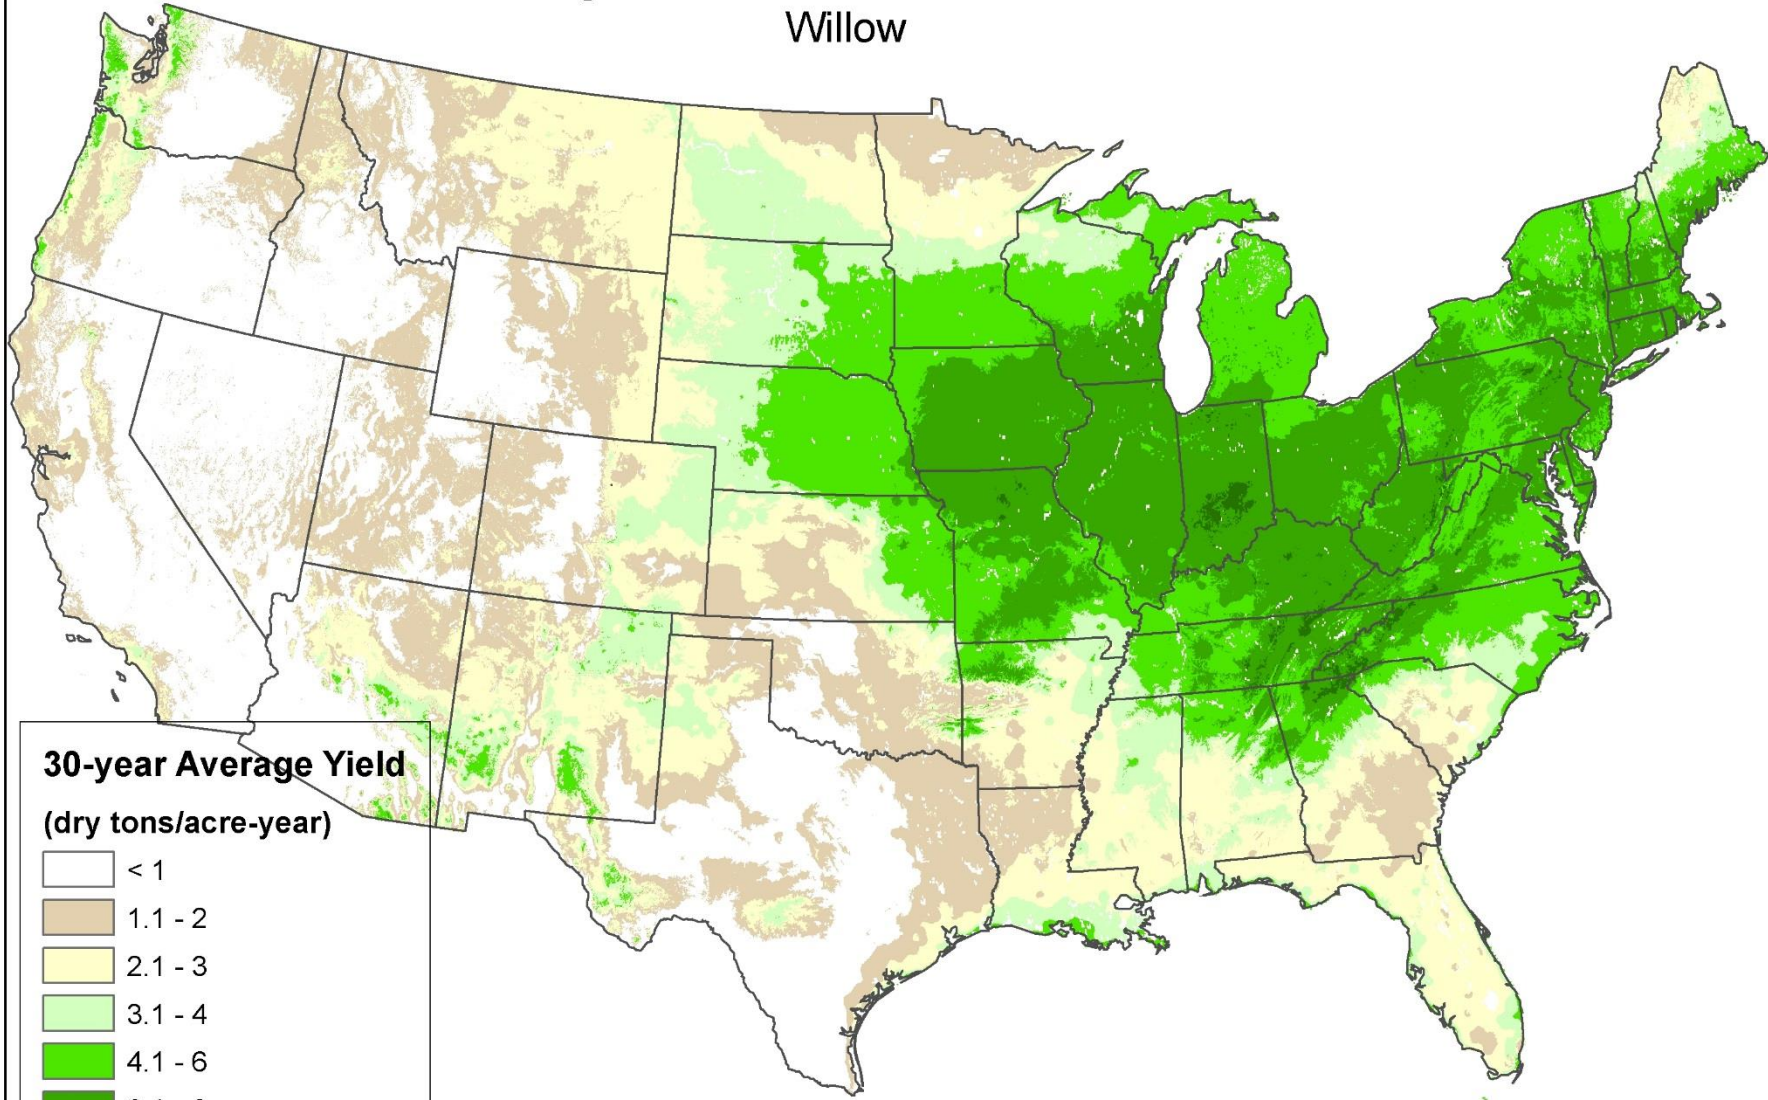 Willow
30-year Average Yield
(dry tons/acre-year)
< 1
1.1 - 2
2.1 - 3
3.1 - 4
4.1 - 6